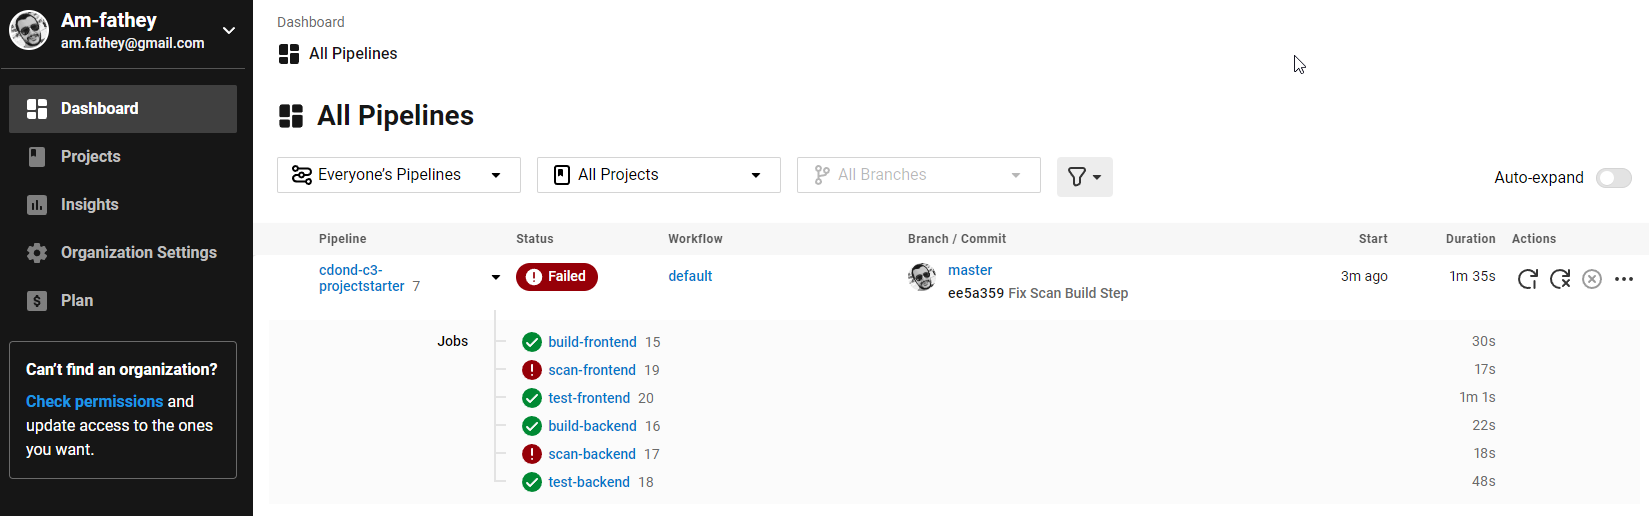 Am-fathey
am.fathey@gmail.com
Dashboard
Projects
Insights
Organization Settings
Plan
Can't find an organization?
Check permissions and
update access to the ones
you want.
Dashboard
All Pipelines
All Pipelines
Everyone's Pipelines
All Projects
All Branches
Auto-expand
Pipeline Status Workflow Branch / Commit Start Duration Actions
cdond-c3-
projectstarter 7
Failed
default
master
ee5a359 Fix Scan Build Step
3m ago
1m 35s
Jobs
build-frontend 15 30s
scan-frontend 19 17s
test-frontend 20 1m 1s
build-backend 16 22s
scan-backend 17 18s
test-backend 18 48s